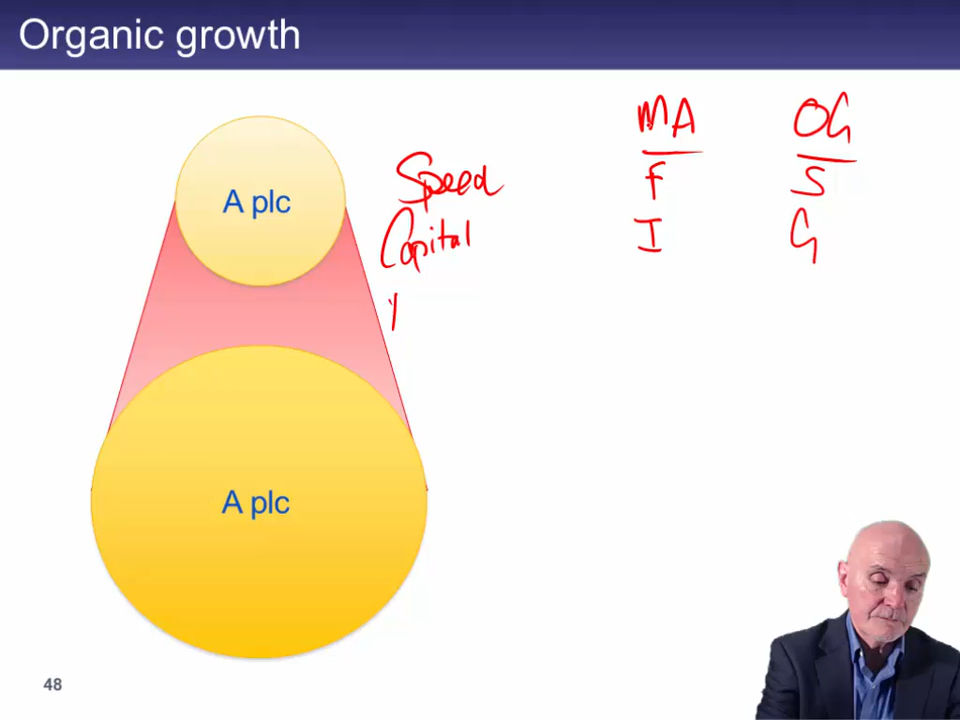 Organic growth
MA OG
A plc
Speed F S
Capital I G
A plc
48